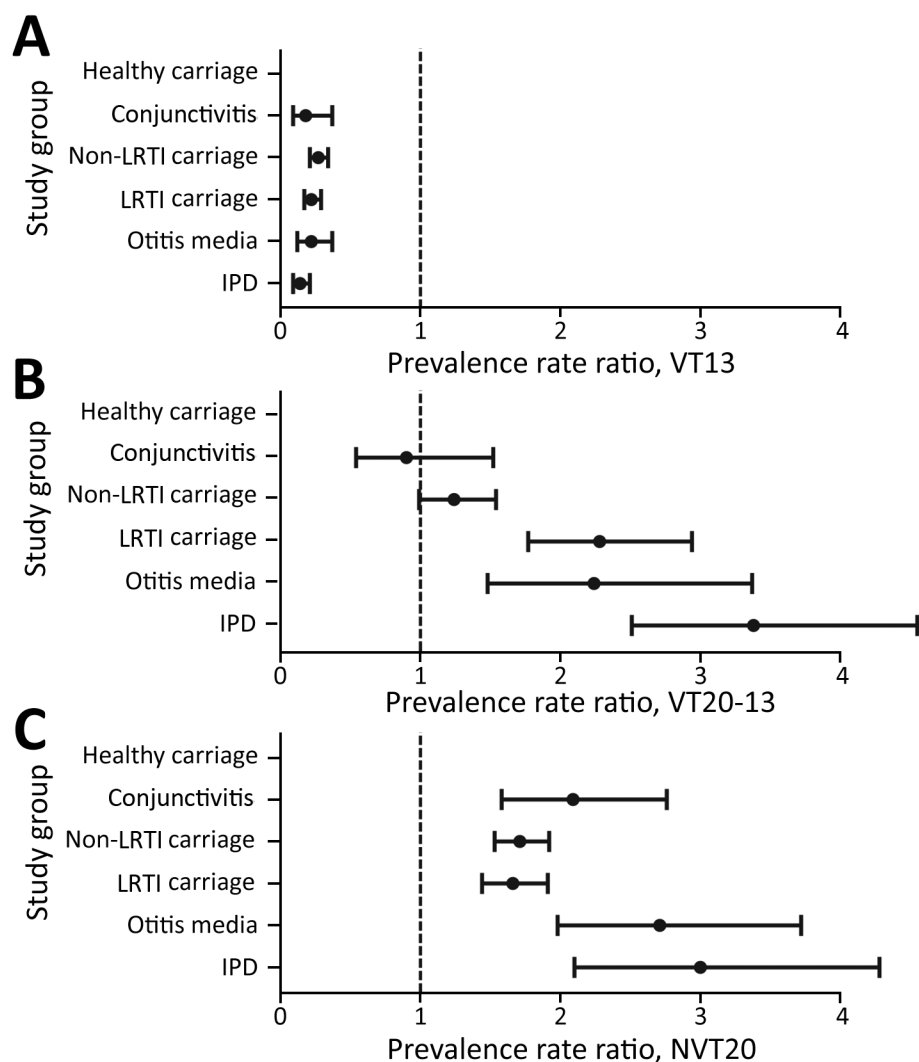 A
Study group
Healthy carriage
Conjunctivitis
Non-LRTI carriage
LRTI carriage
Otitis media
IPD
0 1 2 3 4
Prevalence rate ratio, VT13
B
Study group
Healthy carriage
Conjunctivitis
Non-LRTI carriage
LRTI carriage
Otitis media
IPD
0 1 2 3 4
Prevalence rate ratio, VT20-13
C
Study group
Healthy carriage
Conjunctivitis
Non-LRTI carriage
LRTI carriage
Otitis media
IPD
0 1 2 3 4
Prevalence rate ratio, NVT20